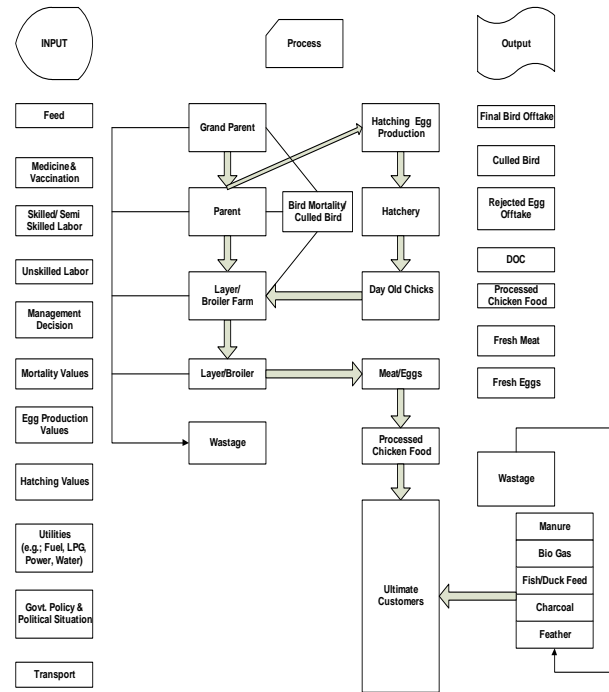 INPUT
Process
Output
Feed
Medicine &
Vaccination
Skilled/ Semi
Skilled Labor
Unskilled Labor
Management
Decision
Mortality Values
Egg Production
Values
Hatching Values
Utilities
(e.g.; Fuel, LPG,
Power, Water)
Govt. Policy &
Political Situation
Transport
Grand Parent
Parent
Layer/
Broiler Farm
Layer/Broiler
Wastage
Bird Mortality/
Culled Bird
Hatching Egg
Production
Hatchery
Day Old Chicks
Meat/Eggs
Processed
Chicken Food
Ultimate
Customers
Final Bird Offtake
Culled Bird
Rejected Egg
Offtake
DOC
Processed
Chicken Food
Fresh Meat
Fresh Eggs
Wastage
Manure
Bio Gas
Fish/Duck Feed
Charcoal
Feather